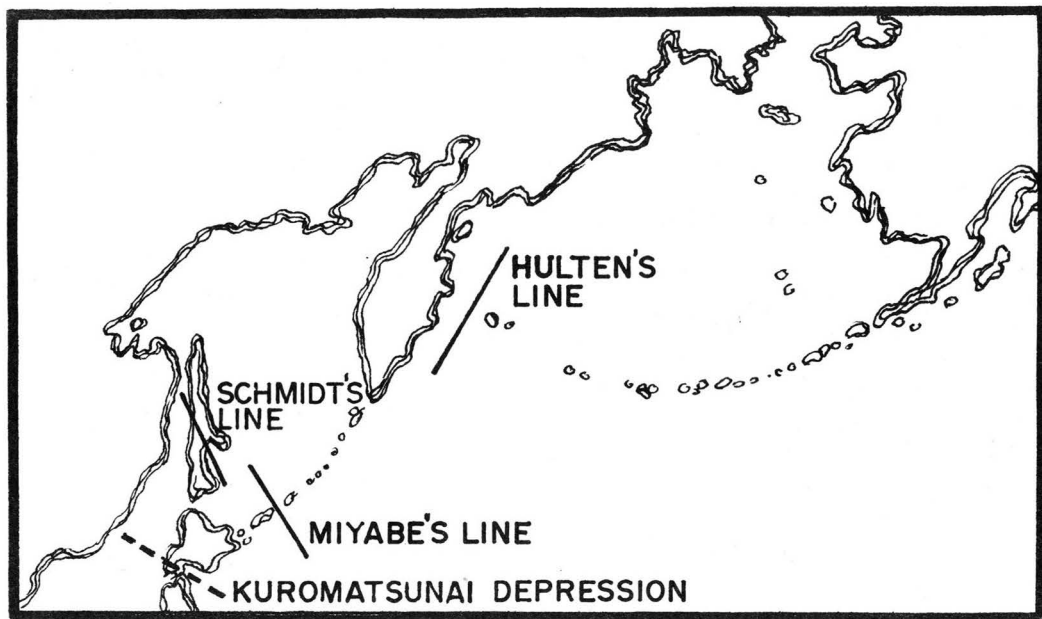 HULTEN'S
LINE
SCHMIDT'S
LINE
MIYABE'S LINE
KUROMATSUNAI DEPRESSION